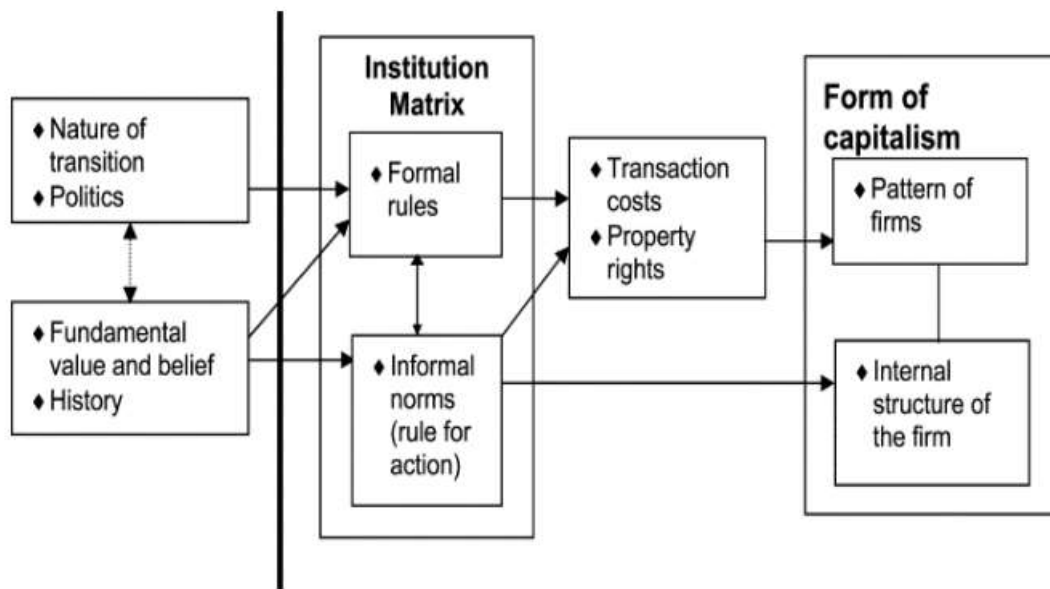 ♦ Nature of
transition
♦ Politics
♦ Fundamental
value and belief
♦ History
Institution
Matrix
♦ Formal
rules
♦ Informal
norms
(rule for
action)
♦ Transaction
costs
♦ Property
rights
Form of
capitalism
♦ Pattern of
firms
♦ Internal
structure of
the firm